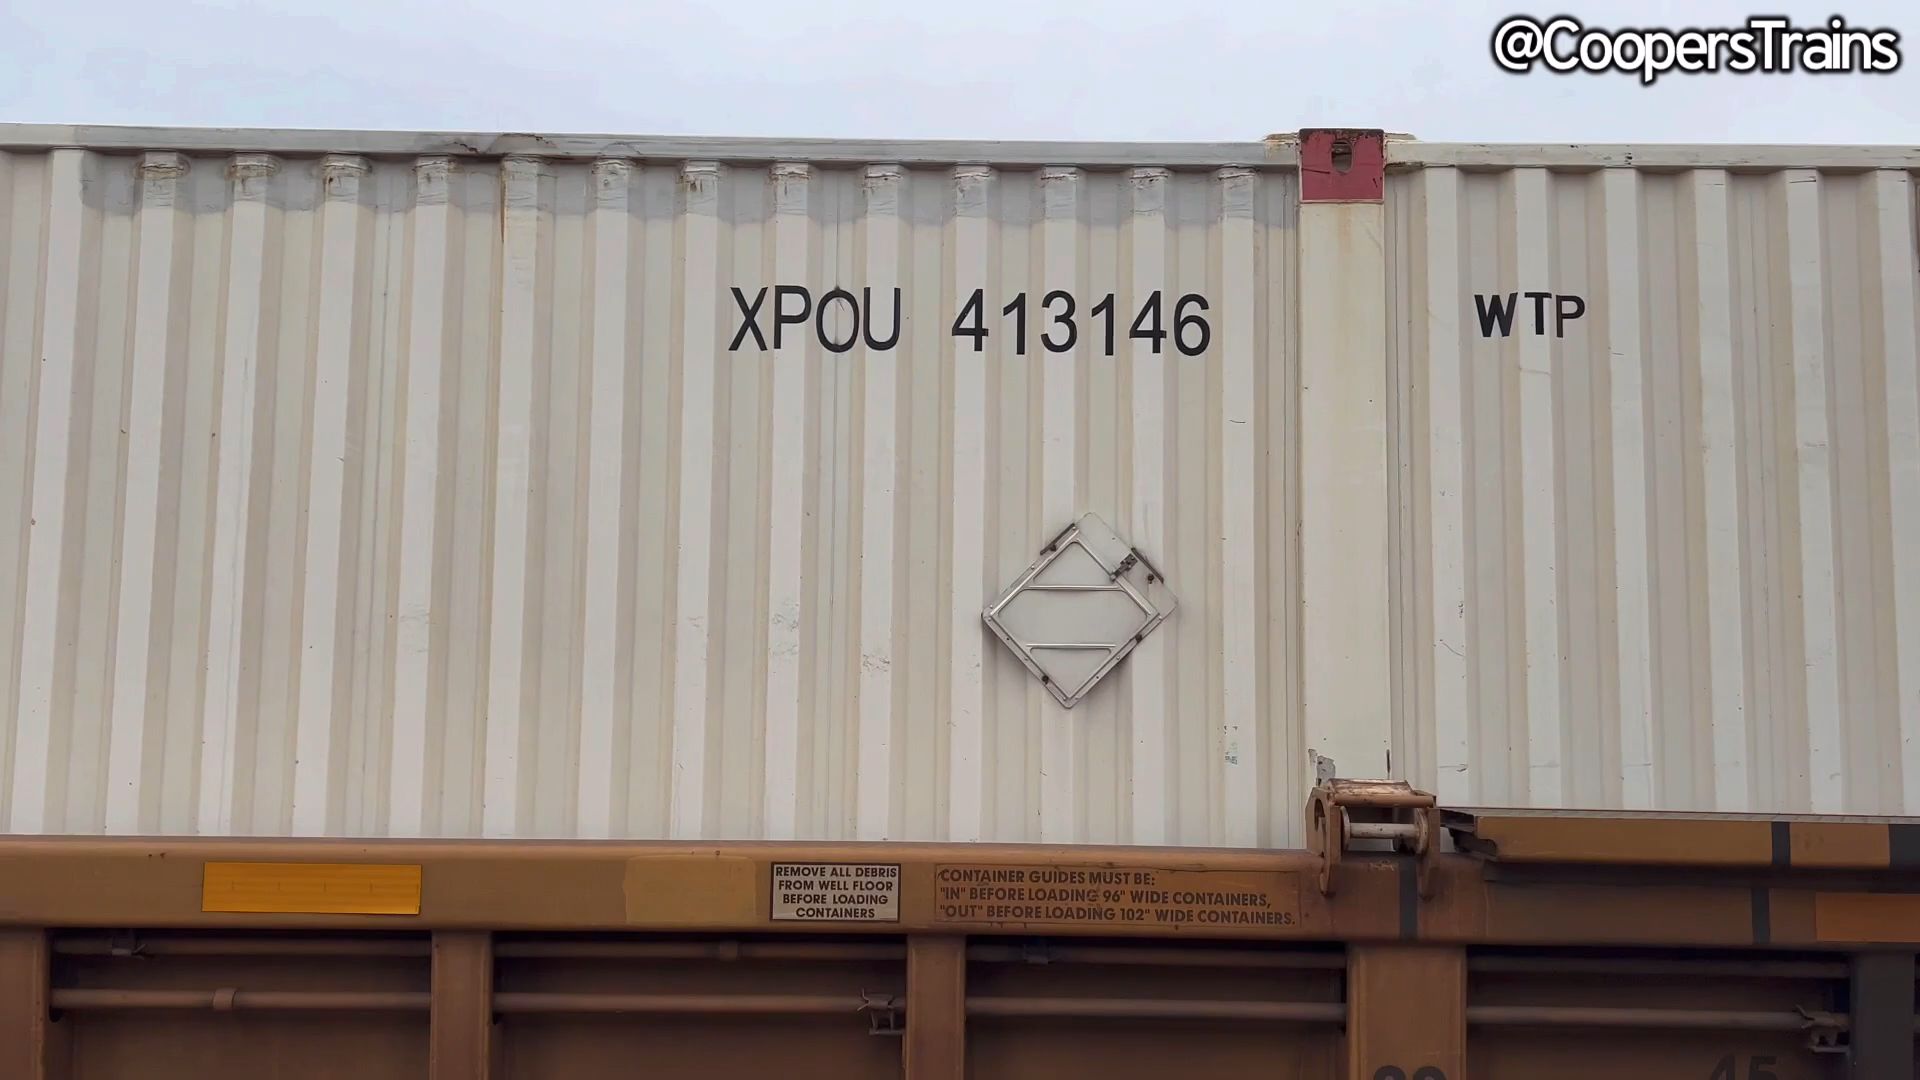 @CoopersTrains
XPOU 413146
WTP
REMOVE ALL DEBRIS
FROM WELL FLOOR
BEFORE LOADING
CONTAINERS
CONTAINER GUIDES MUST BE:
"IN" BEFORE LOADING 96" WIDE CONTAINERS,
"OUT" BEFORE LOADING 102" WIDE CONTAINERS.
45